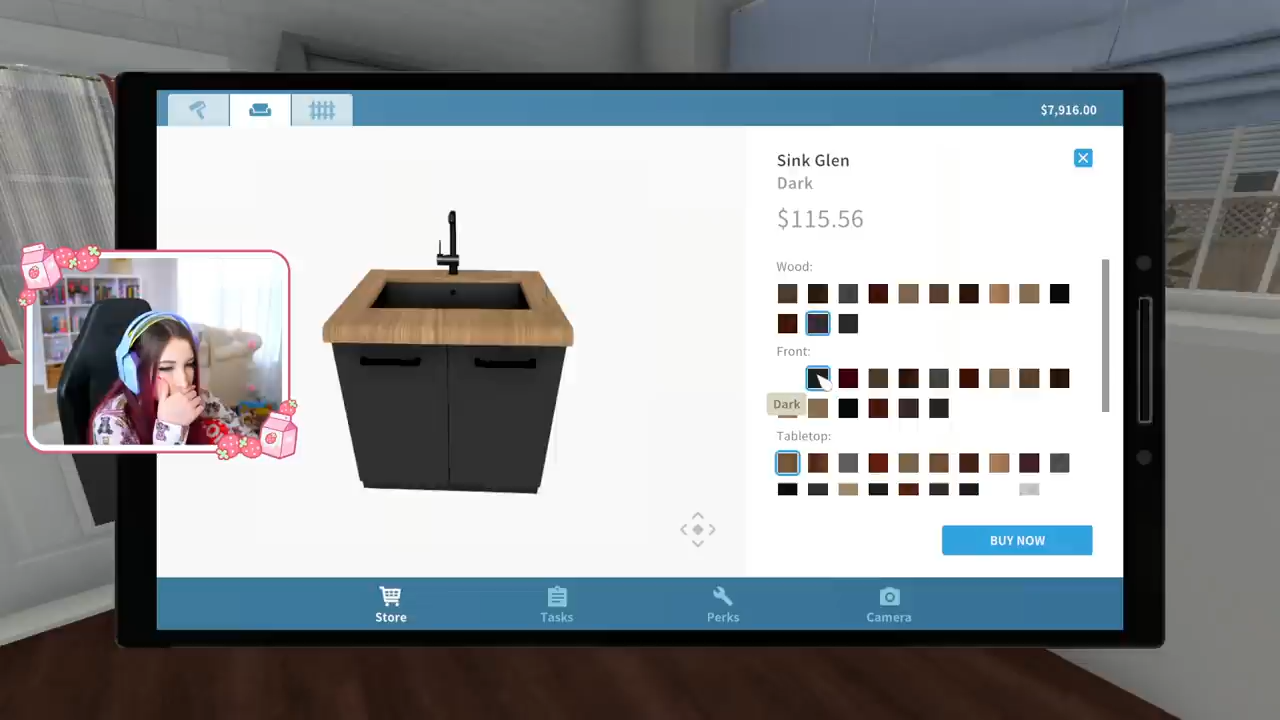 $7,916.00
Sink Glen
Dark
$115.56
Wood:
Front:
Dark
Tabletop:
BUY NOW
Store
Tasks
Perks
Camera